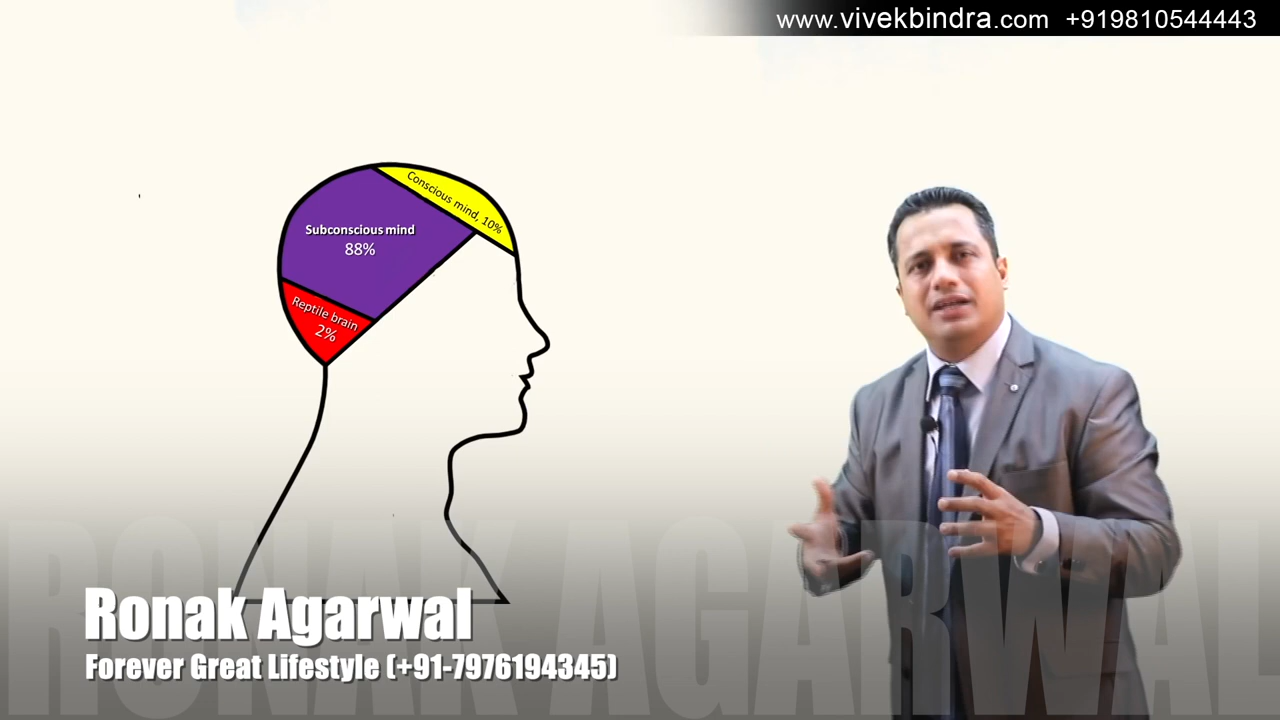 www.vivekbindra.com +919810544443
Conscious mind, 10%
Subconscious mind
88%
Reptile brain
2%
RONAK AGARWAL
Ronak Agarwal
Forever Great Lifestyle (+91-7976194345)